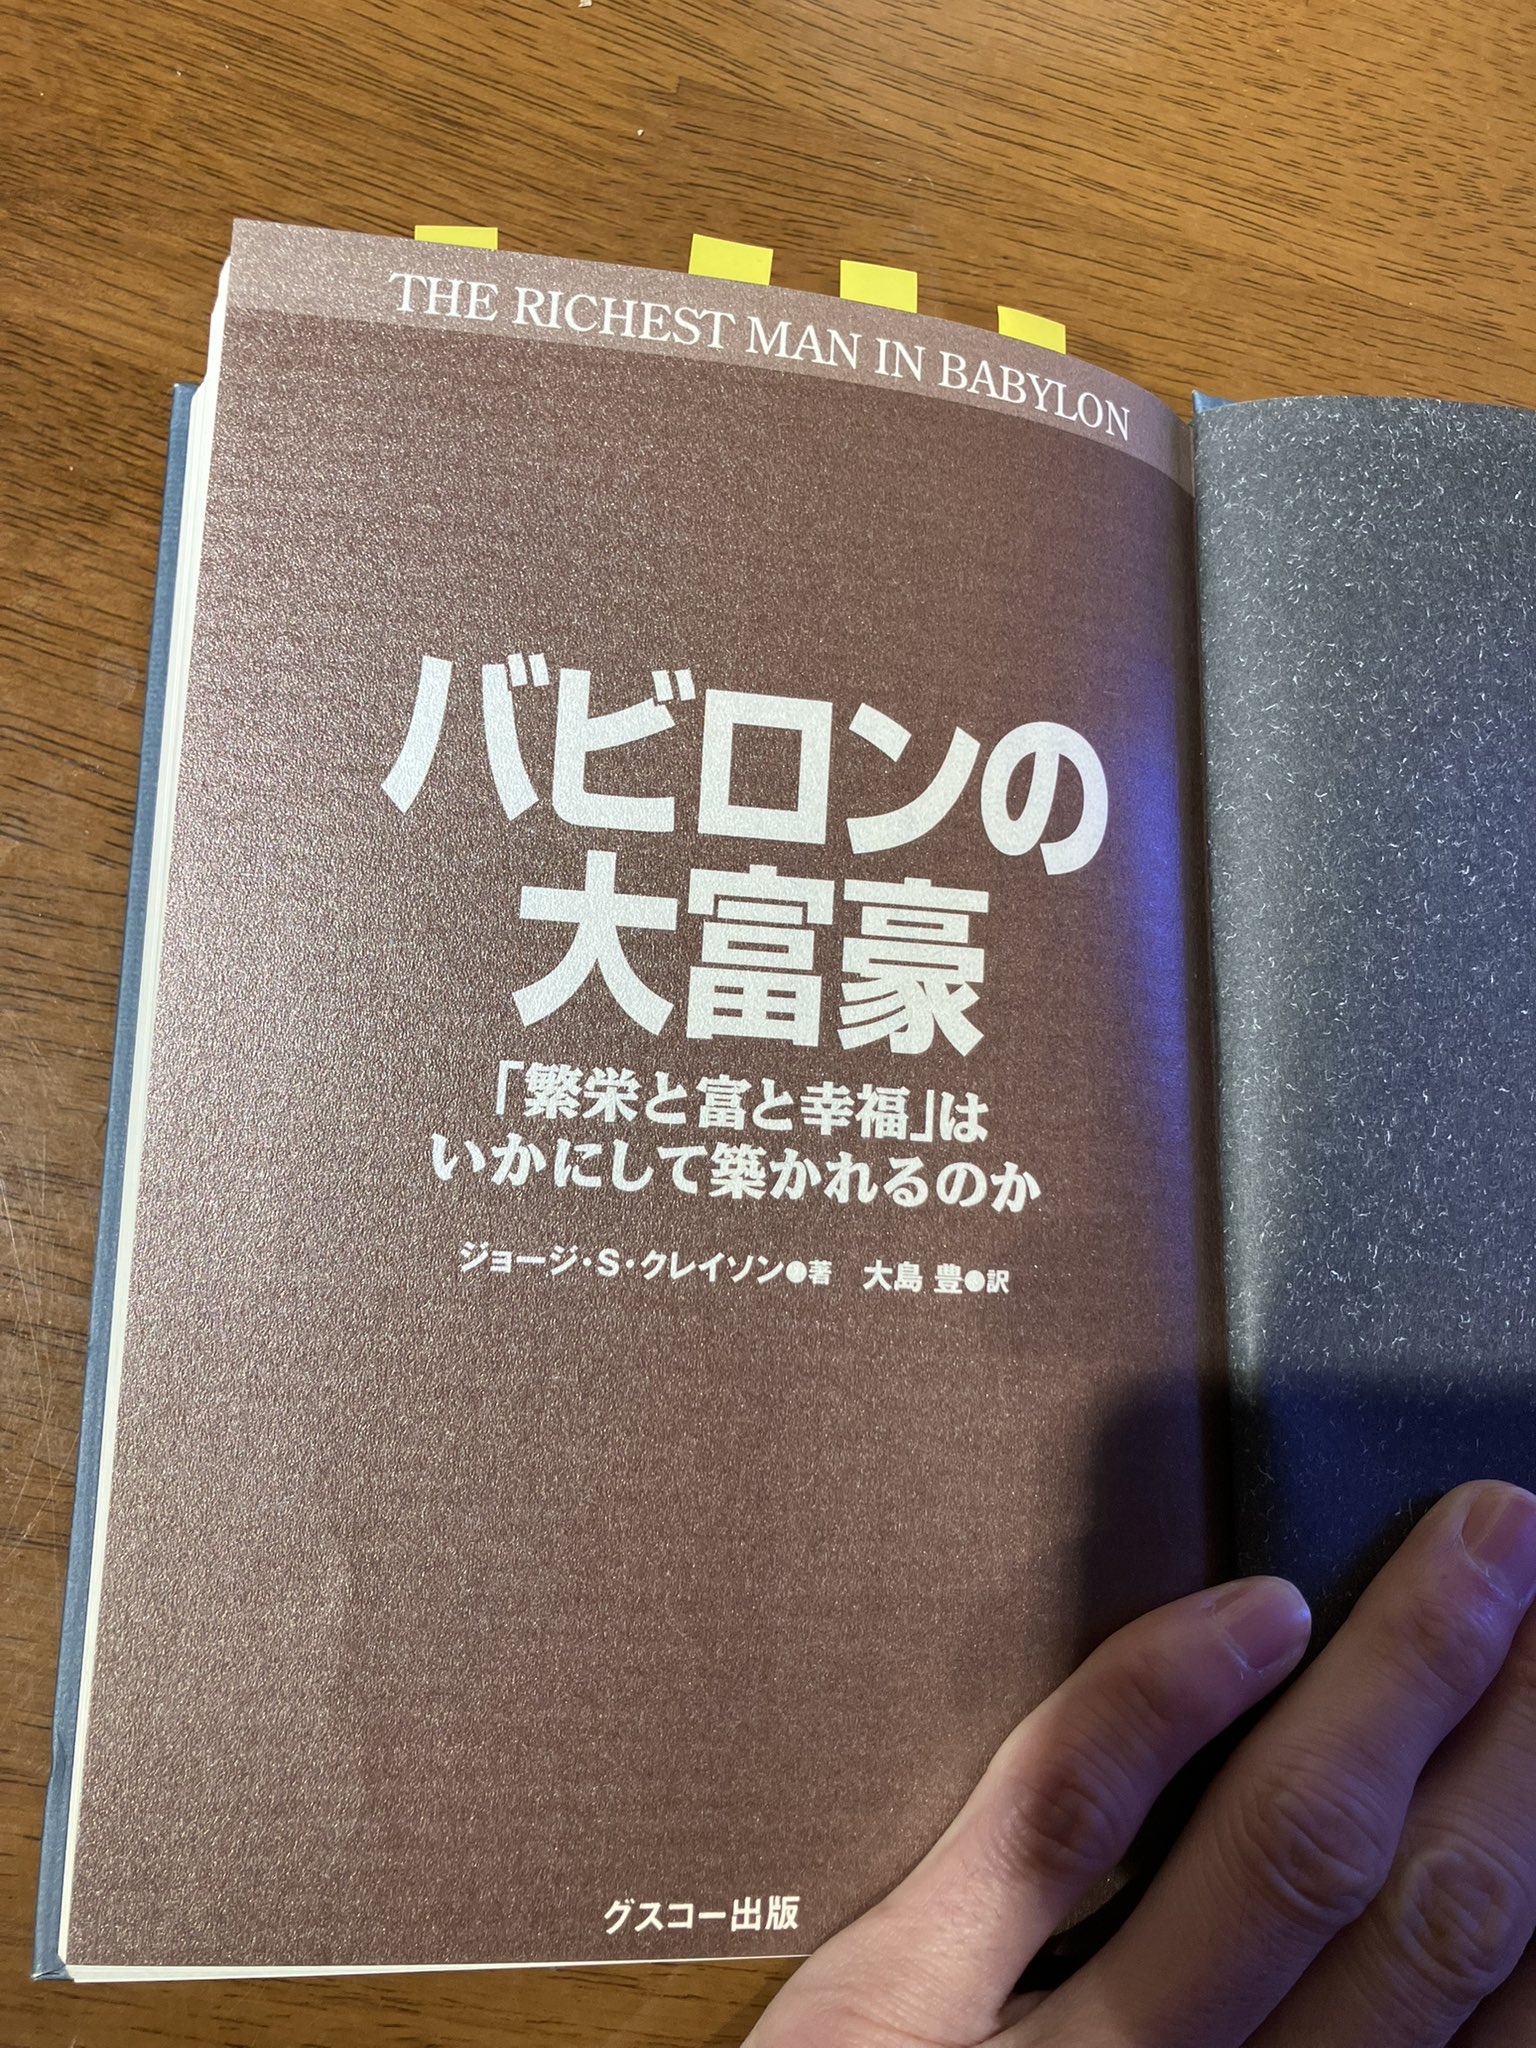 THE RICHEST MAN IN BABYLON
バビロンの
大富豪
「繁栄と富と幸福」は
いかにして築かれるのか
ジョージ・S・クレイソン●著　大島 豊●訳
グスコー出版